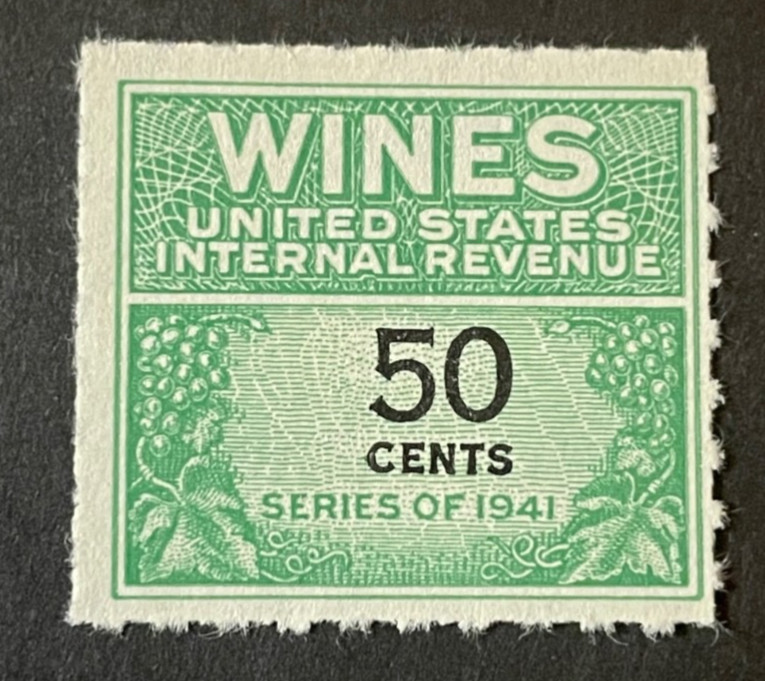 WINES
UNITED STATES
INTERNAL REVENUE
50
CENTS
SERIES OF 1941